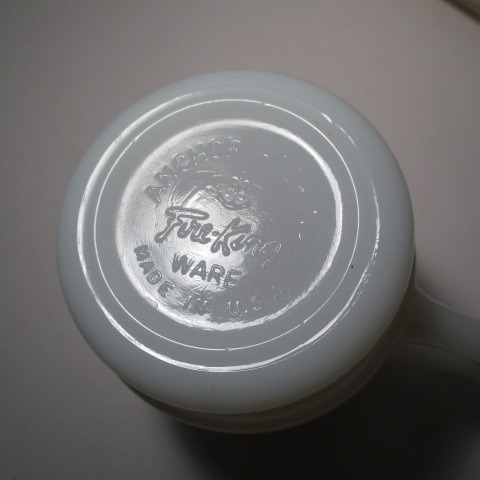 ANCHOR
Fire-King
WARE
MADE IN U.S.A.